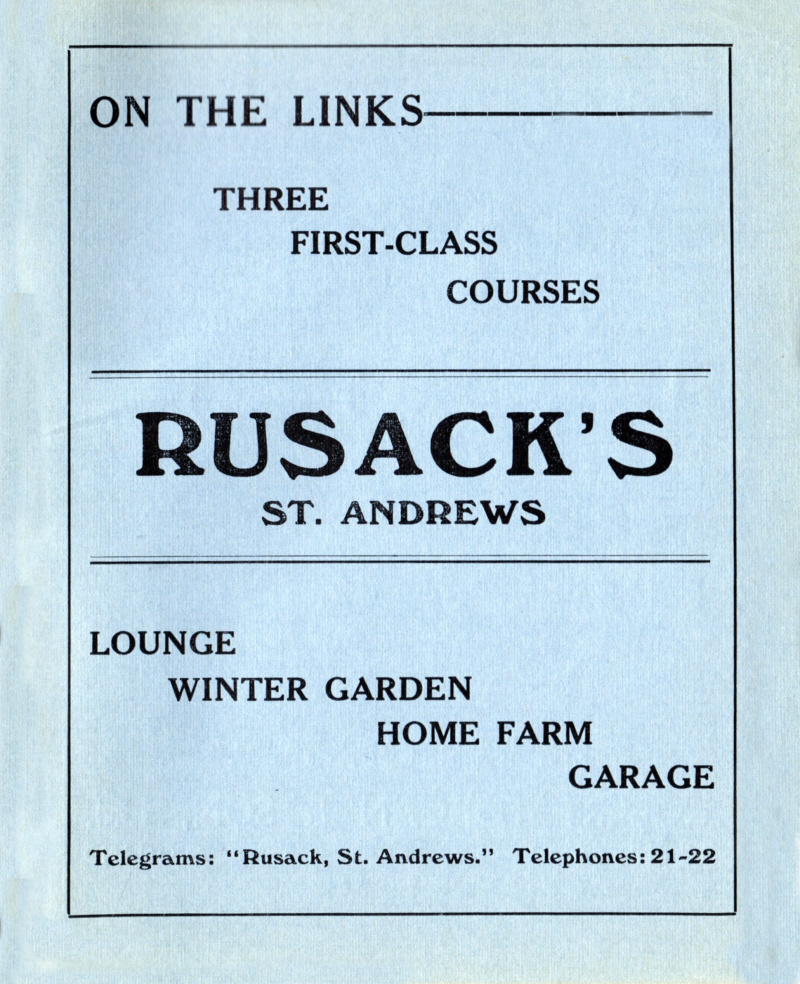 ON THE LINKS
THREE
FIRST-CLASS
COURSES
RUSACK'S
ST. ANDREWS
LOUNGE
WINTER GARDEN
HOME FARM
GARAGE
Telegrams: "Rusack, St. Andrews." Telephones: 21-22